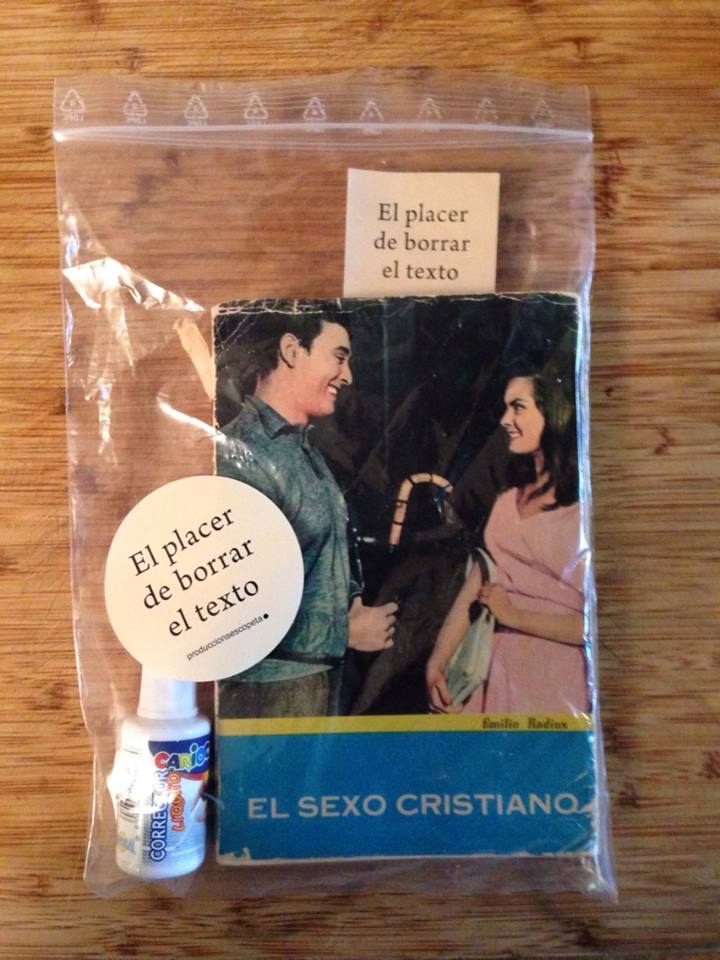 El placer
de borrar
el texto
El placer
de borrar
el texto
produccionsescopeta.
Emilio Radius
EL SEXO CRISTIANO
CARIOCA
CORRECTOR
LIQUIDO